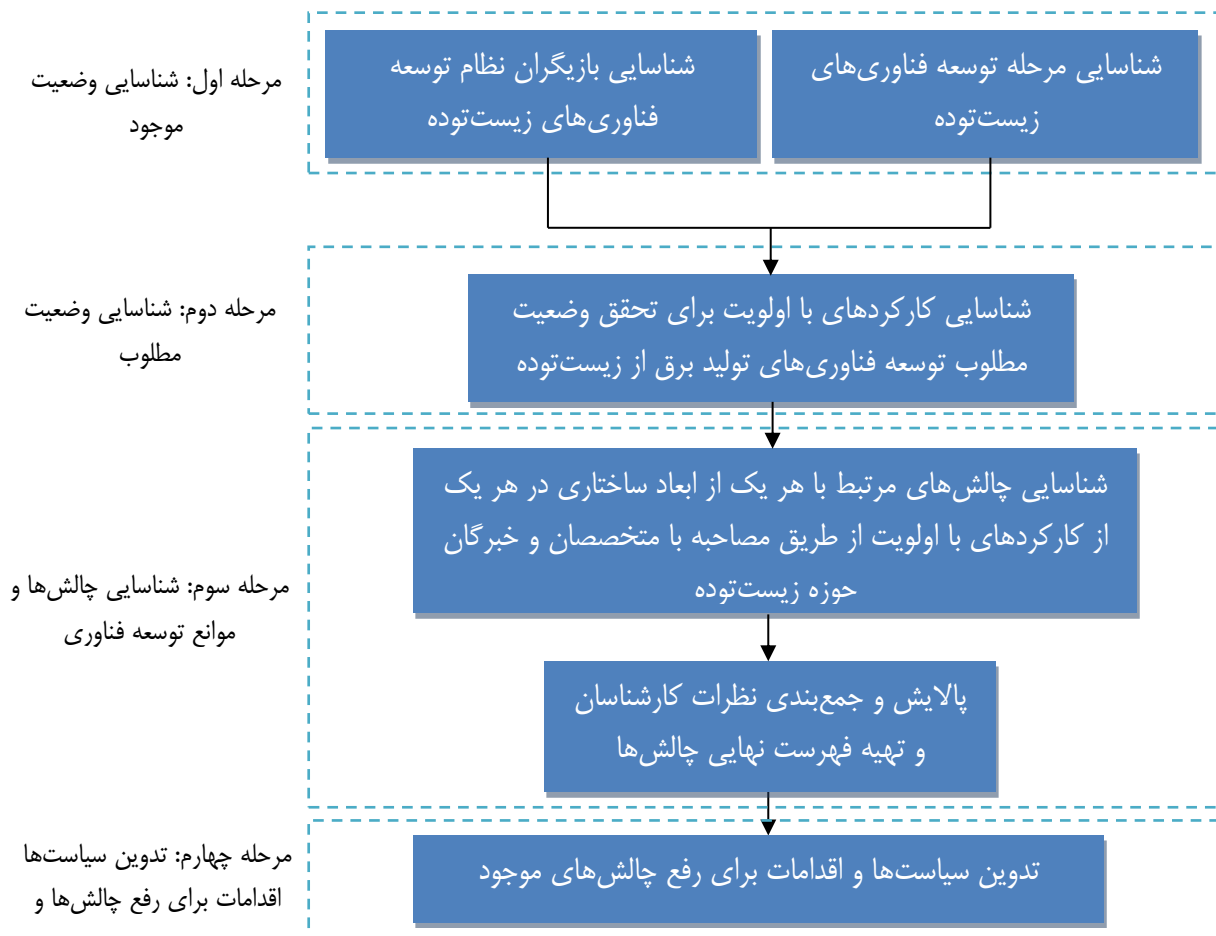 مرحله اول: شناسایی وضعیت
موجود
شناسایی مرحله توسعه فناوری‌های
زیست‌توده
شناسایی بازیگران نظام توسعه
فناوری‌های زیست‌توده
مرحله دوم: شناسایی وضعیت
مطلوب
شناسایی کارکردهای با اولویت برای تحقق وضعیت
مطلوب توسعه فناوری‌های تولید برق از زیست‌توده
مرحله سوم: شناسایی چالش‌ها و
موانع توسعه فناوری
شناسایی چالش‌های مرتبط با هر یک از ابعاد ساختاری در هر یک
از کارکردهای با اولویت از طریق مصاحبه با متخصصان و خبرگان
حوزه زیست‌توده
پالایش و جمع‌بندی نظرات کارشناسان
و تهیه فهرست نهایی چالش‌ها
مرحله چهارم: تدوین سیاست‌ها
اقدامات برای رفع چالش‌ها و
تدوین سیاست‌ها و اقدامات برای رفع چالش‌های موجود